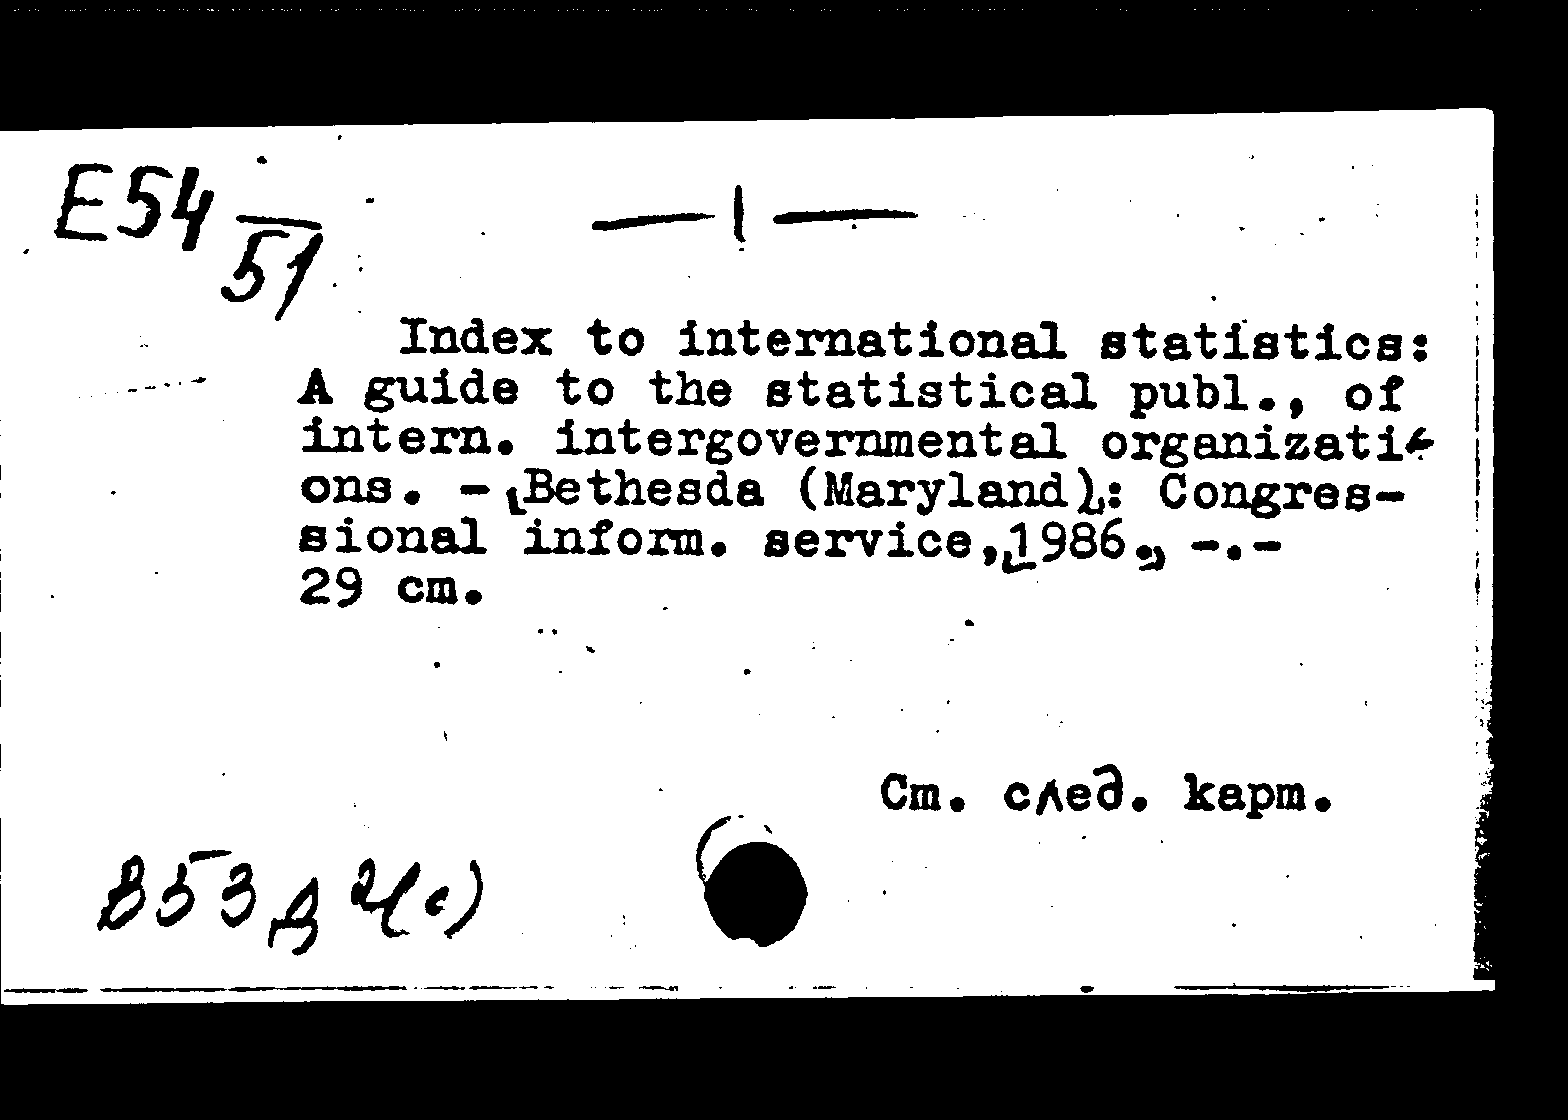 E54
51
— 1 —
Index to international statistics:
A guide to the statistical publ., of
intern. intergovernmental organizati-
ons. - [Bethesda (Maryland)]: Congres-
sional inform. service, [1986.] -.-
29 cm.
См. след. карт.
В53д